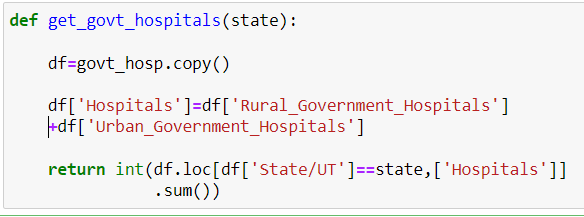 def get_govt_hospitals(state):
df=govt_hosp.copy()
df['Hospitals']=df['Rural_Government_Hospitals']
+df['Urban_Government_Hospitals']
return int(df.loc[df['State/UT']==state,['Hospitals']]
.sum())